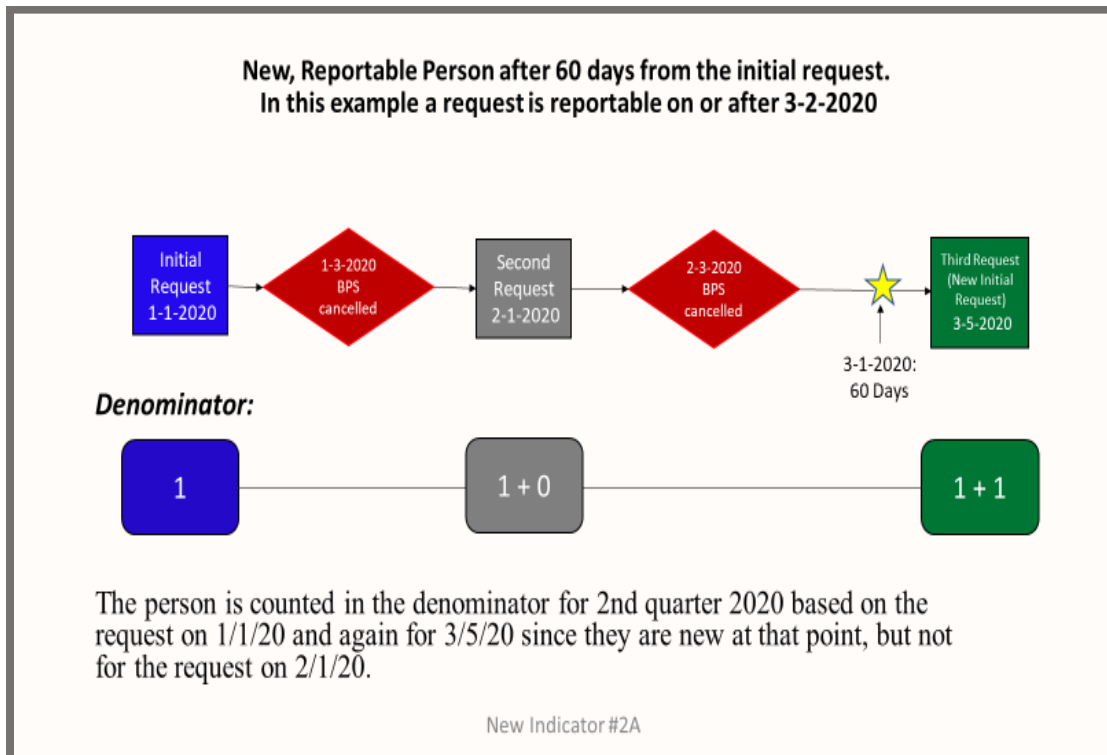 New, Reportable Person after 60 days from the initial request.
In this example a request is reportable on or after 3-2-2020
Initial
Request
1-1-2020
1-3-2020
BPS
cancelled
Second
Request
2-1-2020
2-3-2020
BPS
cancelled
Third Request
(New Initial
Request)
3-5-2020
3-1-2020:
60 Days
Denominator:
1
1 + 0
1 + 1
The person is counted in the denominator for 2nd quarter 2020 based on the
request on 1/1/20 and again for 3/5/20 since they are new at that point, but not
for the request on 2/1/20.
New Indicator #2A